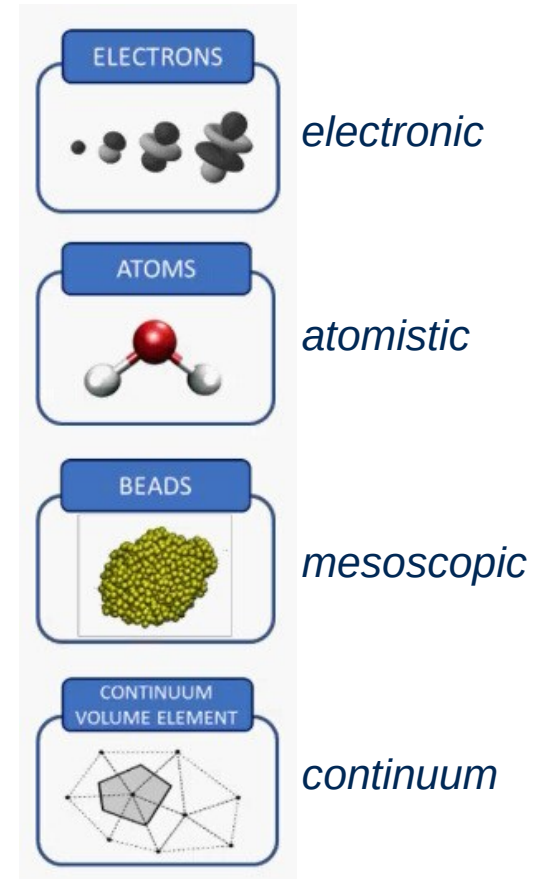 ELECTRONS
electronic
ATOMS
atomistic
BEADS
mesoscopic
CONTINUUM
VOLUME ELEMENT
continuum